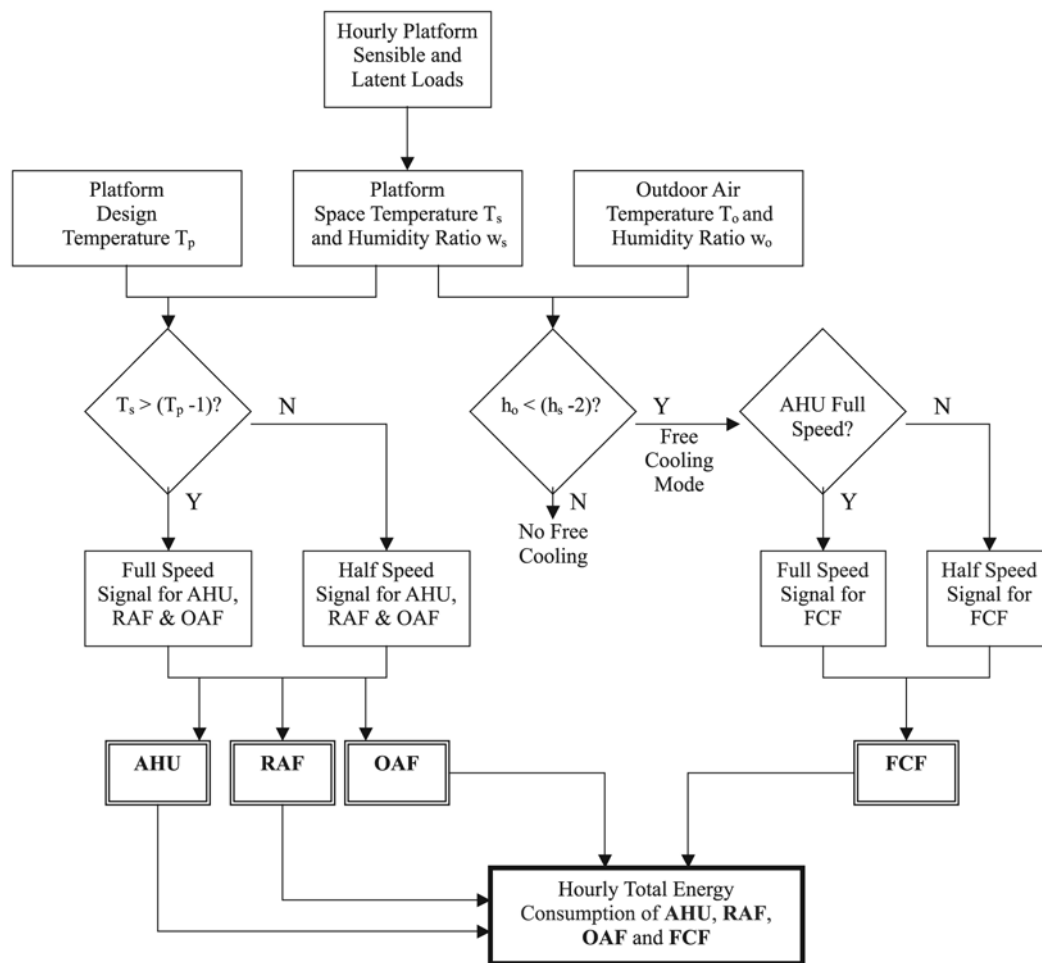 Hourly Platform
Sensible and
Latent Loads
Platform
Design
Temperature Tₚ
Platform
Space Temperature Tₛ
and Humidity Ratio wₛ
Outdoor Air
Temperature Tₒ and
Humidity Ratio wₒ
Tₛ > (Tₚ -1)?
N
Y
hₒ < (hₛ -2)?
Y
Free
Cooling
Mode
N
No Free
Cooling
AHU Full
Speed?
N
Y
Full Speed
Signal for AHU,
RAF & OAF
Half Speed
Signal for AHU,
RAF & OAF
Full Speed
Signal for
FCF
Half Speed
Signal for
FCF
AHU
RAF
OAF
FCF
Hourly Total Energy
Consumption of AHU, RAF,
OAF and FCF